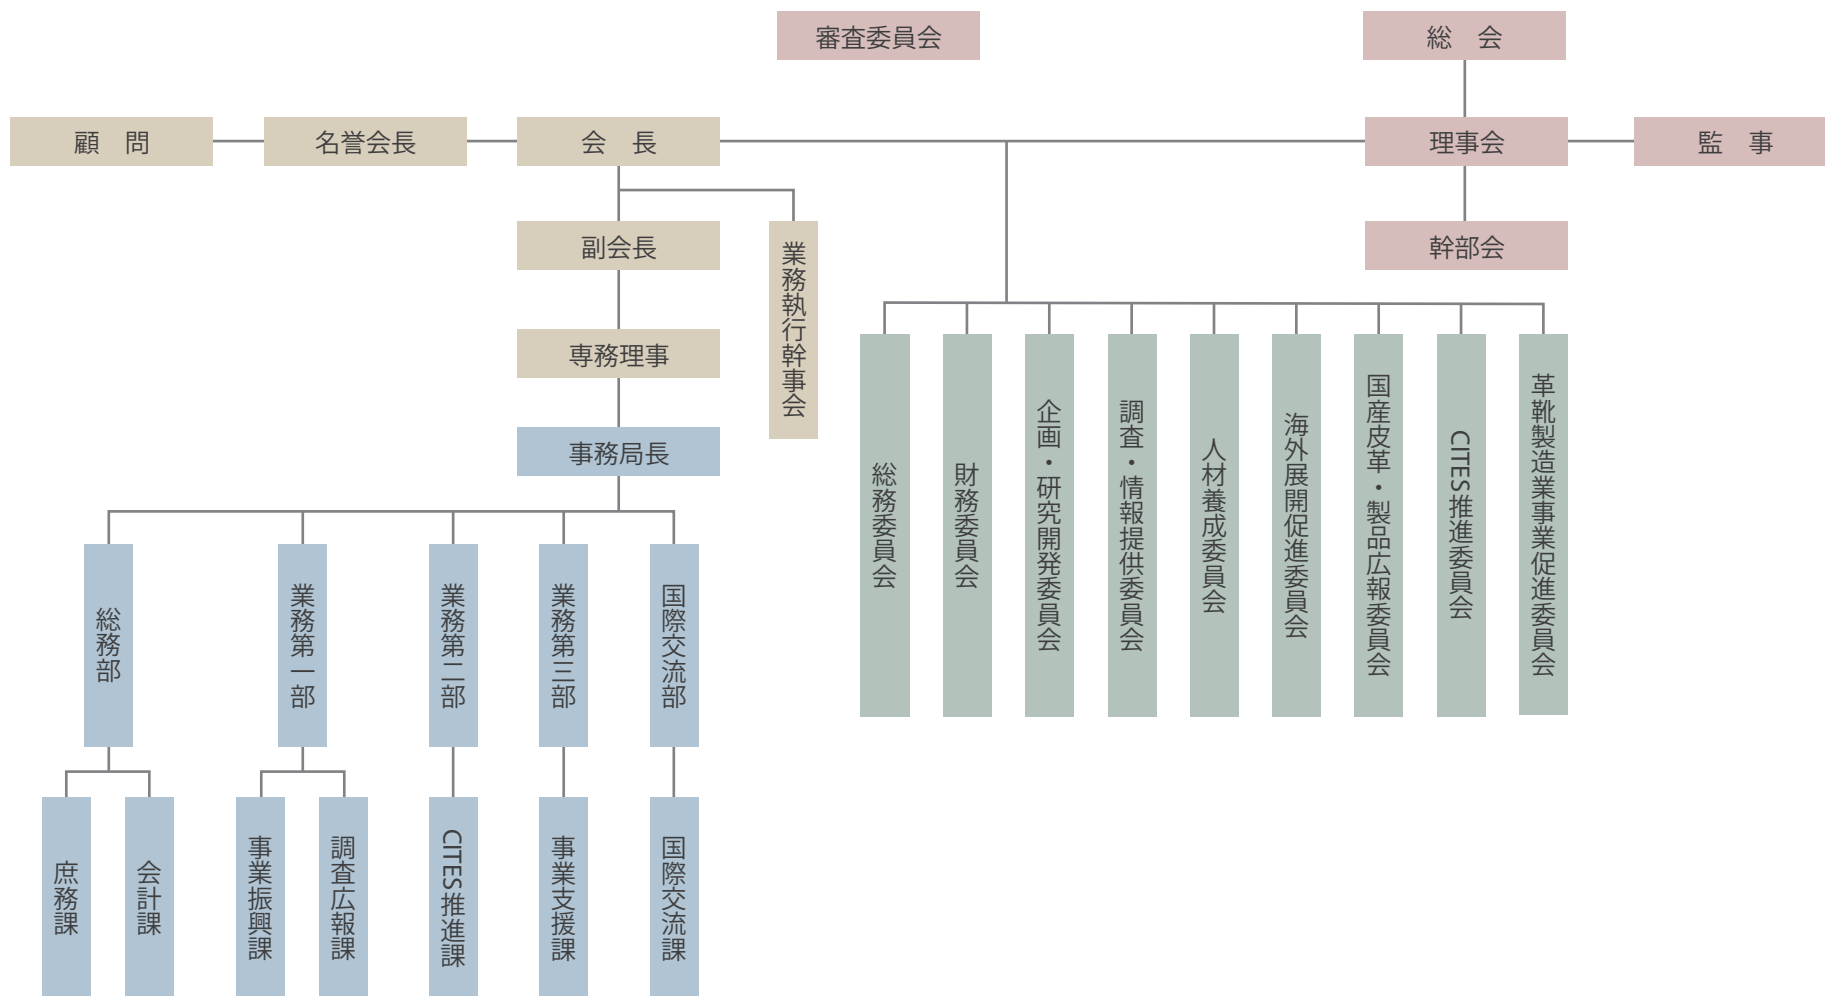 審査委員会
総　会
顧　問
名誉会長
会　長
理事会
監　事
副会長
業務執行幹事会
幹部会
専務理事
事務局長
総務委員会
財務委員会
企画・研究開発委員会
調査・情報提供委員会
人材養成委員会
海外展開促進委員会
国産皮革・製品広報委員会
CITES推進委員会
革靴製造業事業促進委員会
総務部
業務第一部
業務第二部
業務第三部
国際交流部
庶務課
会計課
事業振興課
調査広報課
CITES推進課
事業支援課
国際交流課